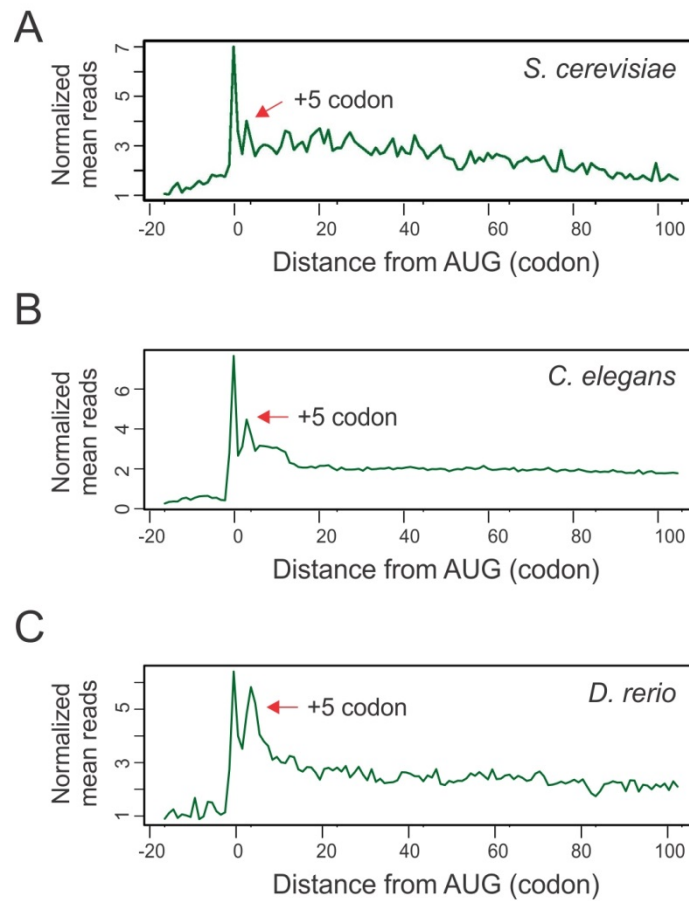 A
S. cerevisiae
+5 codon
Normalized
mean reads
7
5
3
1
-20 0 20 40 60 80 100
Distance from AUG (codon)
B
C. elegans
+5 codon
Normalized
mean reads
6
4
2
0
-20 0 20 40 60 80 100
Distance from AUG (codon)
C
D. rerio
+5 codon
Normalized
mean reads
5
3
1
-20 0 20 40 60 80 100
Distance from AUG (codon)